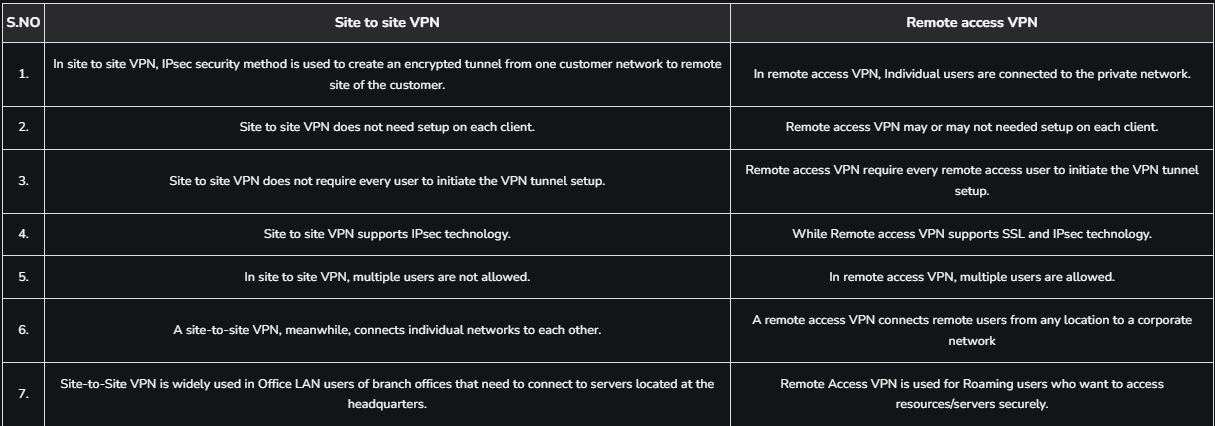 S.NO Site to site VPN Remote access VPN
1. In site to site VPN, IPsec security method is used to create an encrypted tunnel from one customer network to remote
site of the customer.
In remote access VPN, Individual users are connected to the private network.
2. Site to site VPN does not need setup on each client. Remote access VPN may or may not needed setup on each client.
3. Site to site VPN does not require every user to initiate the VPN tunnel setup.
Remote access VPN require every remote access user to initiate the VPN tunnel
setup.
4. Site to site VPN supports IPsec technology. While Remote access VPN supports SSL and IPsec technology.
5. In site to site VPN, multiple users are not allowed. In remote access VPN, multiple users are allowed.
6. A site-to-site VPN, meanwhile, connects individual networks to each other.
A remote access VPN connects remote users from any location to a corporate
network
7. Site-to-Site VPN is widely used in Office LAN users of branch offices that need to connect to servers located at the
headquarters.
Remote Access VPN is used for Roaming users who want to access
resources/servers securely.